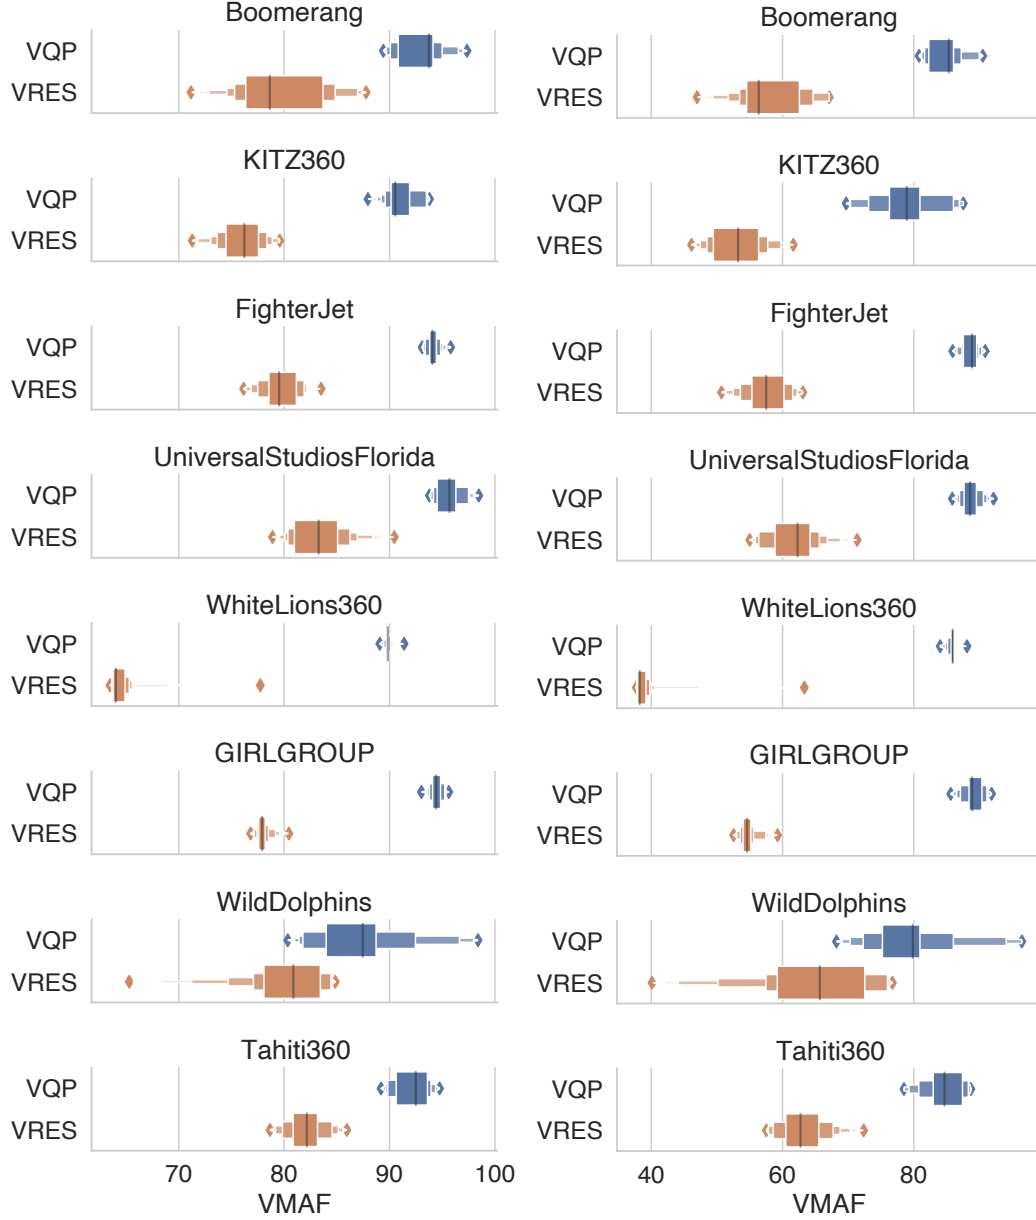 Boomerang
VQP
VRES
KITZ360
VQP
VRES
FighterJet
VQP
VRES
UniversalStudiosFlorida
VQP
VRES
WhiteLions360
VQP
VRES
GIRLGROUP
VQP
VRES
WildDolphins
VQP
VRES
Tahiti360
VQP
VRES
70 80 90 100
VMAF
Boomerang
VQP
VRES
KITZ360
VQP
VRES
FighterJet
VQP
VRES
UniversalStudiosFlorida
VQP
VRES
WhiteLions360
VQP
VRES
GIRLGROUP
VQP
VRES
WildDolphins
VQP
VRES
Tahiti360
VQP
VRES
40 60 80
VMAF